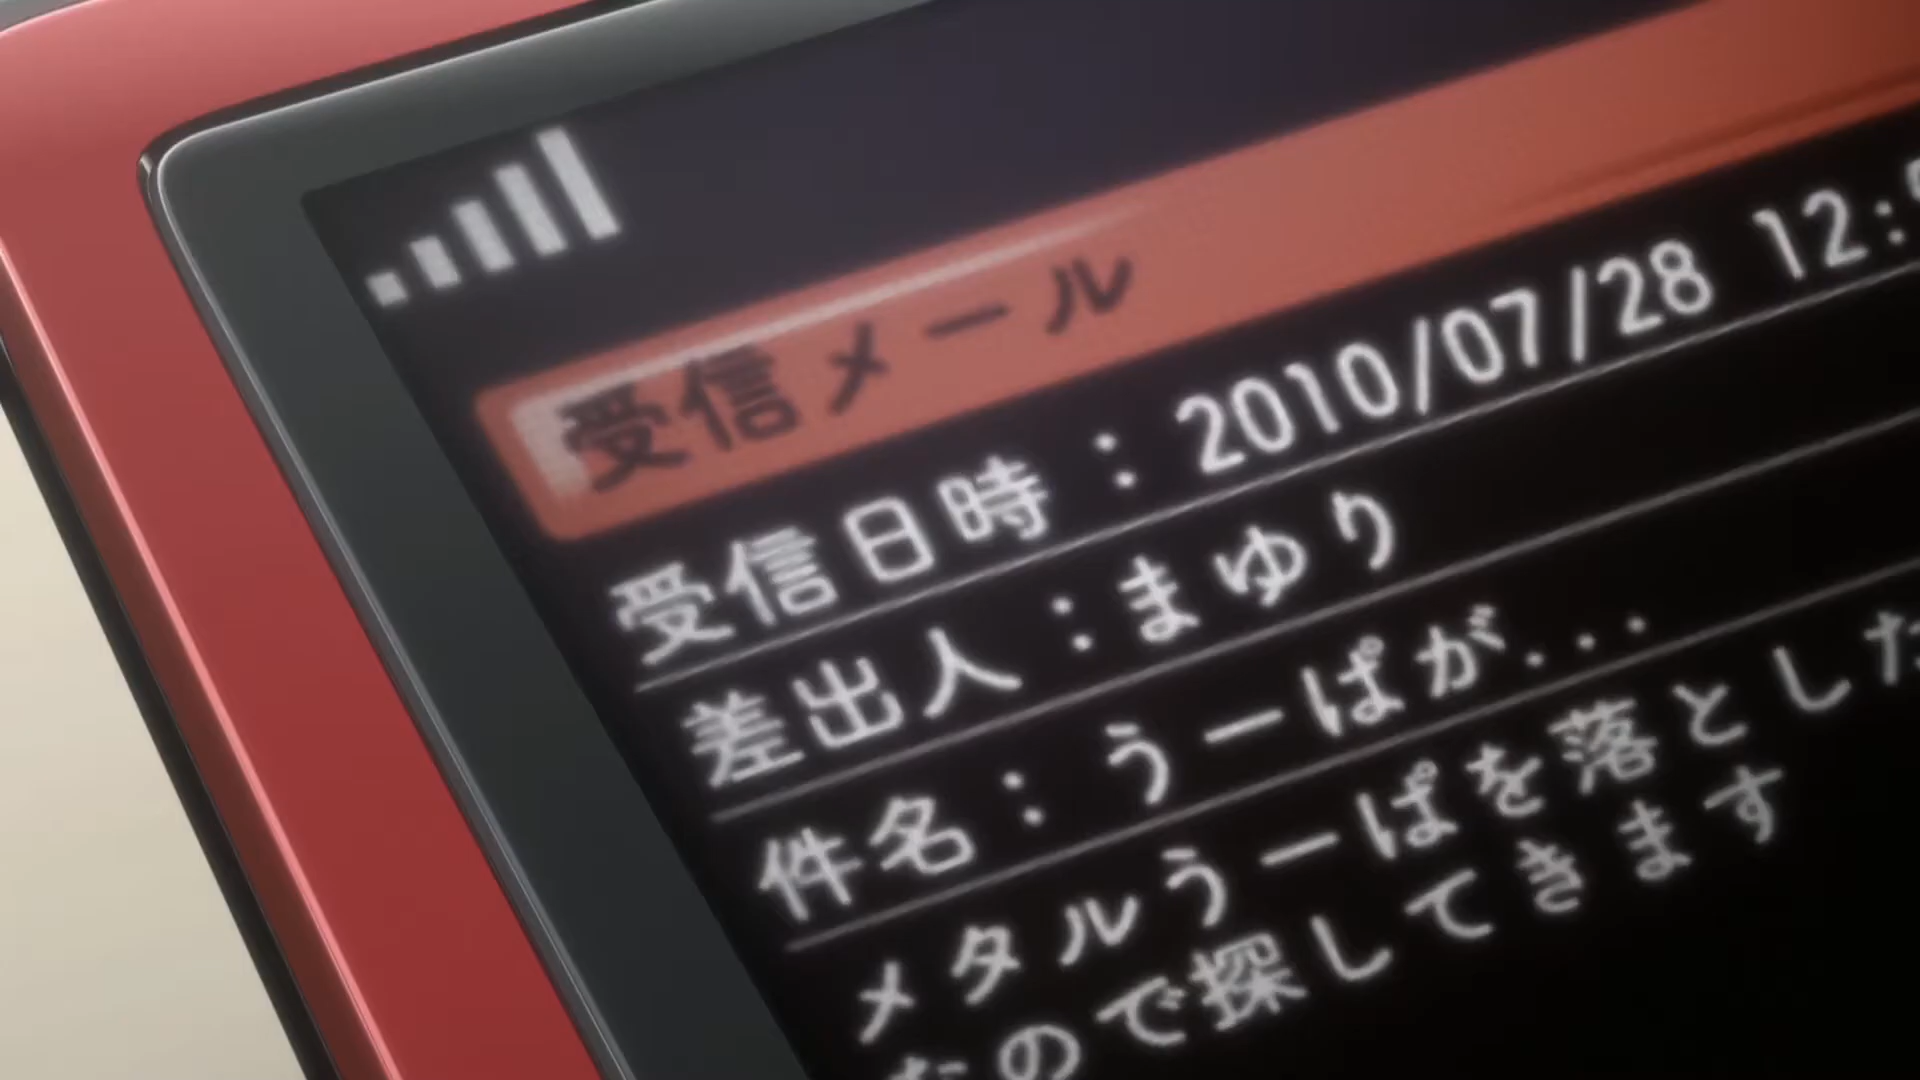 受信メール
受信日時：2010/07/28 12:
差出人：まゆり
件名：うーぱが...
メタルうーぱを落とした
なので探してきます